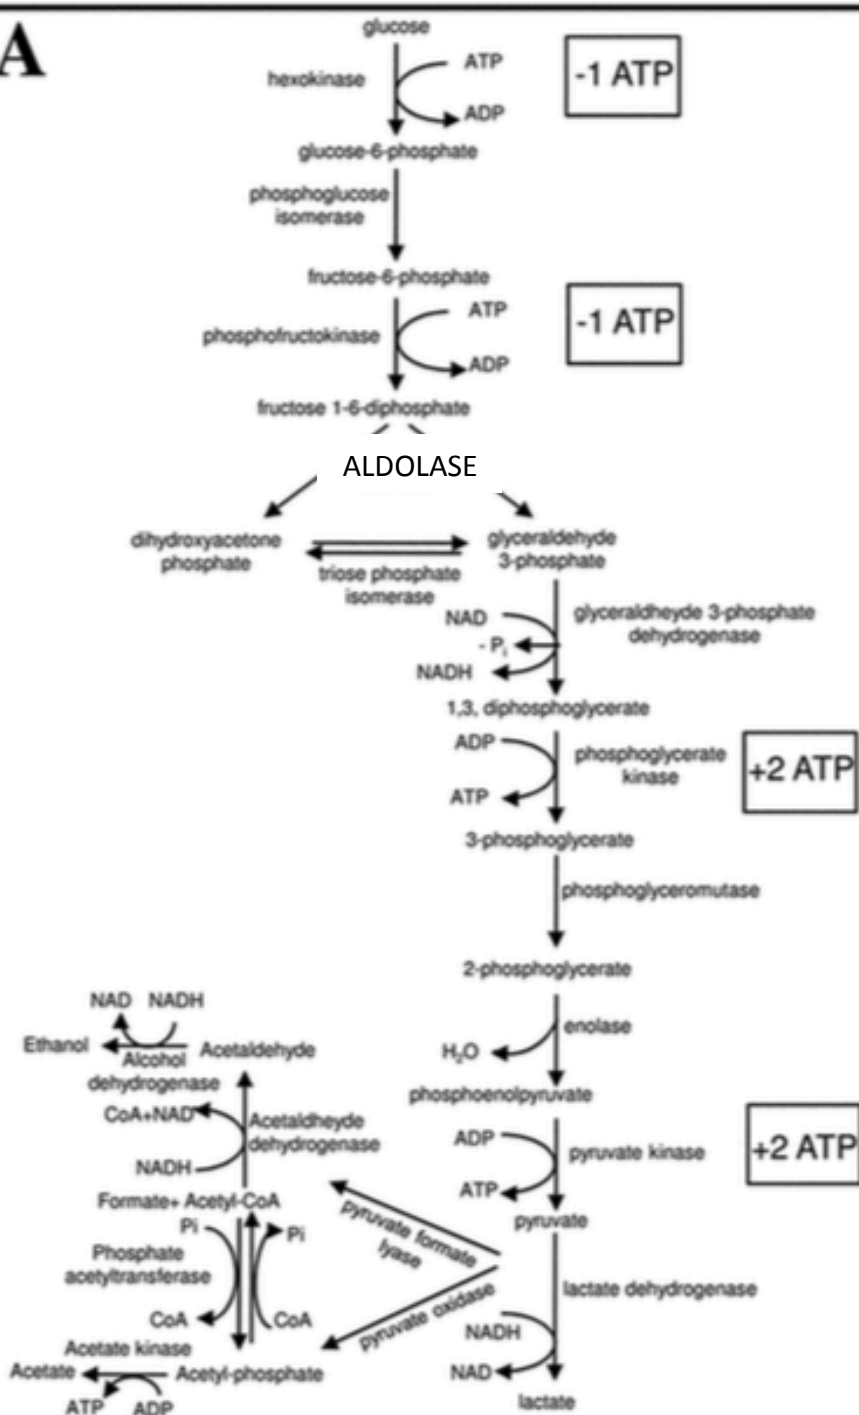 A
glucose
hexokinase
ATP
ADP
-1 ATP
glucose-6-phosphate
phosphoglucose
isomerase
fructose-6-phosphate
phosphofructokinase
ATP
ADP
-1 ATP
fructose 1-6-diphosphate
ALDOLASE
dihydroxyacetone
phosphate
triose phosphate
isomerase
glyceraldehyde
3-phosphate
NAD
- Pi
NADH
glyceraldheyde 3-phosphate
dehydrogenase
1,3, diphosphoglycerate
ADP
ATP
phosphoglycerate
kinase
+2 ATP
3-phosphoglycerate
phosphoglyceromutase
2-phosphoglycerate
enolase
H2O
phosphoenolpyruvate
ADP
ATP
pyruvate kinase
+2 ATP
pyruvate
lactate dehydrogenase
NADH
NAD
lactate
pyruvate formate
lyase
pyruvate oxidase
NAD NADH
Ethanol
Alcohol
dehydrogenase
Acetaldehyde
CoA+NAD
NADH
Acetaldheyde
dehydrogenase
Formate+ Acetyl-CoA
Pi
Pi
Phosphate
acetyltransferase
CoA
CoA
Acetate kinase
Acetate
Acetyl-phosphate
ATP
ADP